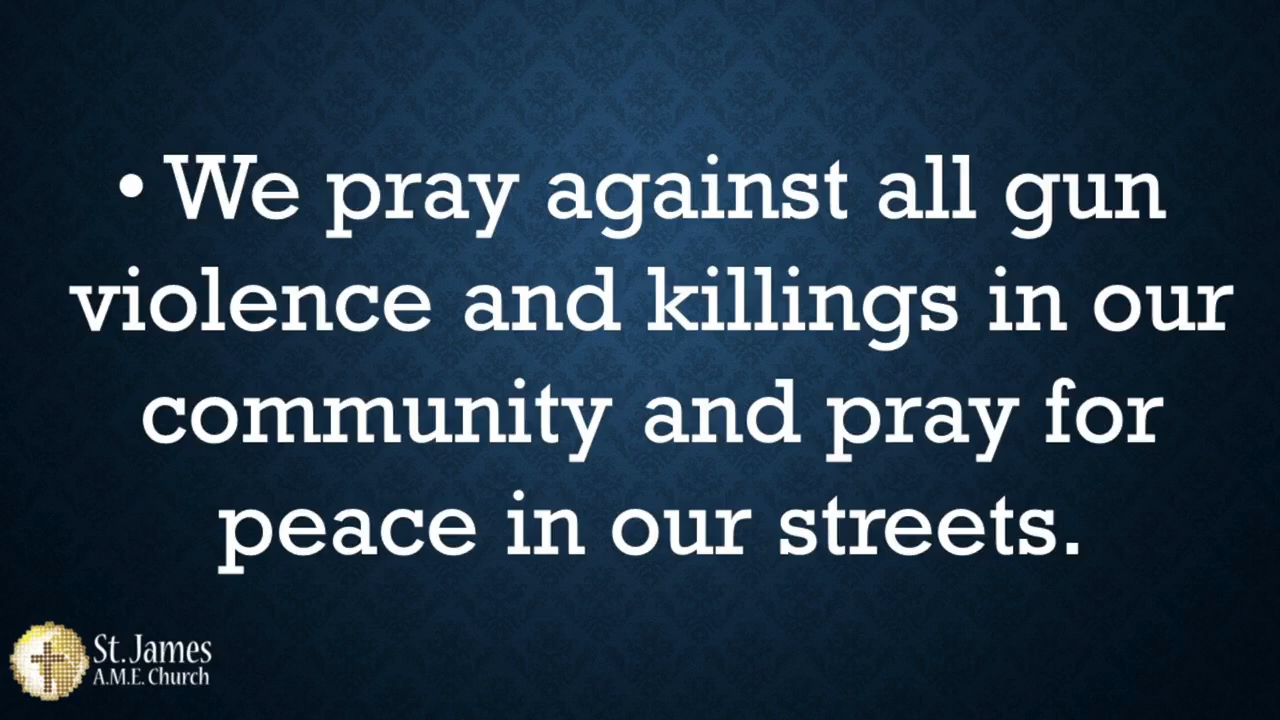 • We pray against all gun
violence and killings in our
community and pray for
peace in our streets.
St. James
A.M.E. Church